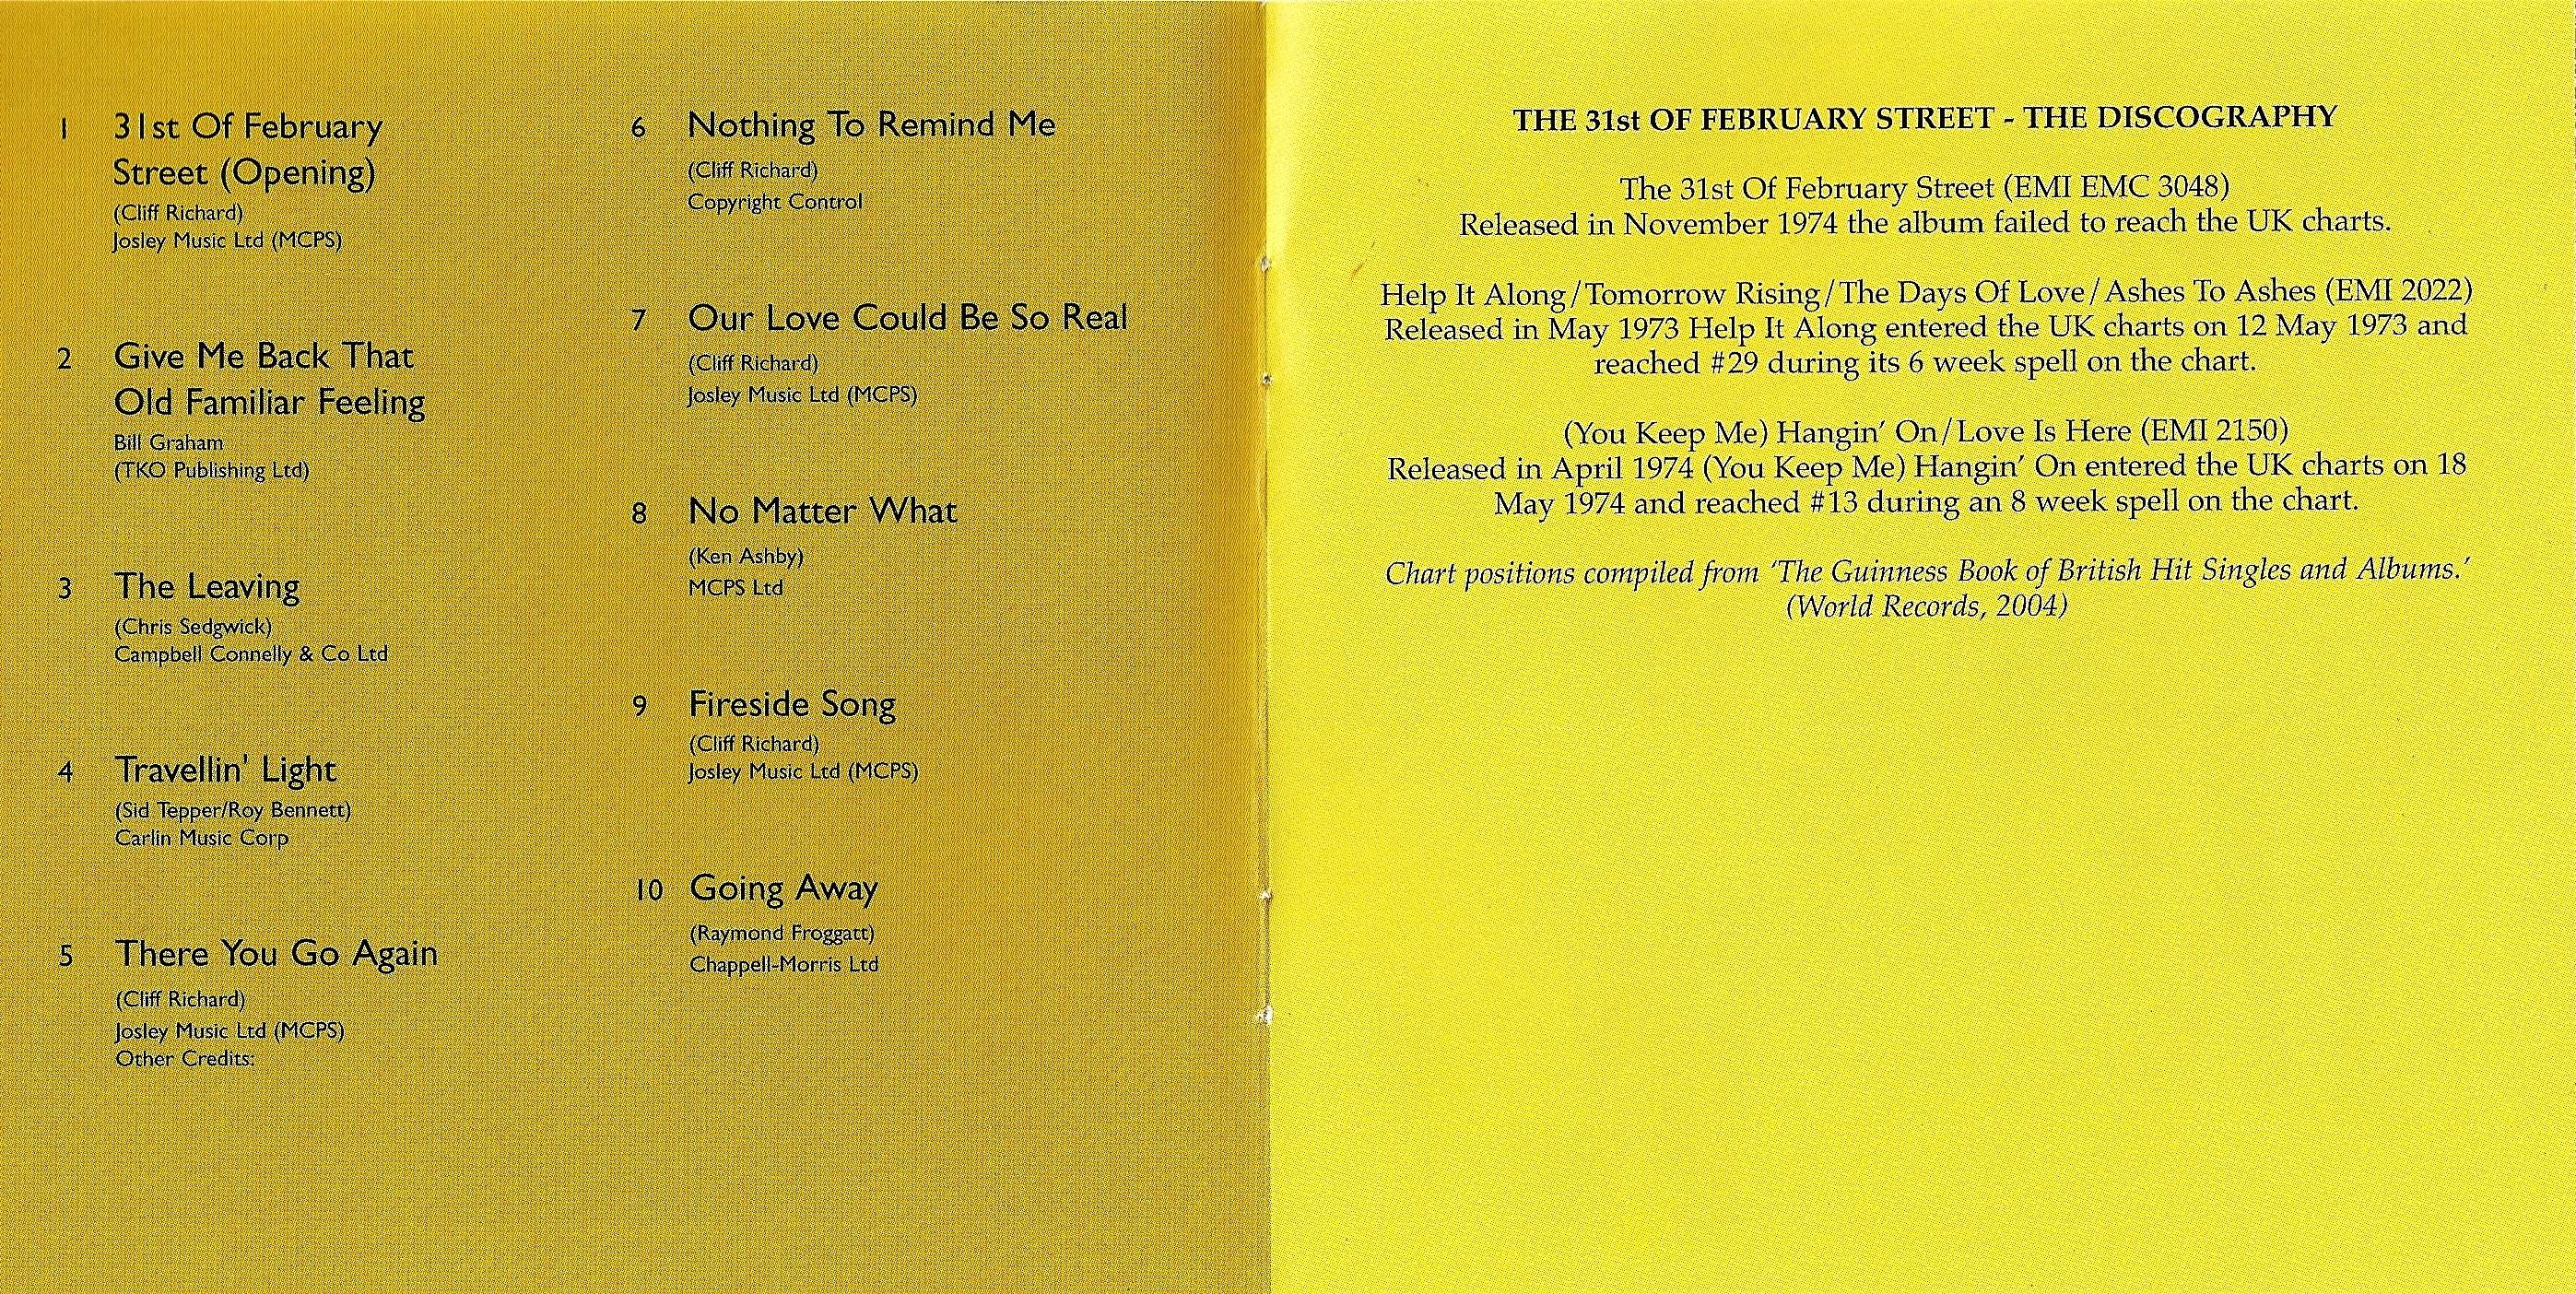 1 31st Of February
Street (Opening)
(Cliff Richard)
Josley Music Ltd (MCPS)
2 Give Me Back That
Old Familiar Feeling
Bill Graham
(TKO Publishing Ltd)
3 The Leaving
(Chris Sedgwick)
Campbell Connelly & Co Ltd
4 Travellin' Light
(Sid Tepper/Roy Bennett)
Carlin Music Corp
5 There You Go Again
(Cliff Richard)
Josley Music Ltd (MCPS)
Other Credits:
6 Nothing To Remind Me
(Cliff Richard)
Copyright Control
7 Our Love Could Be So Real
(Cliff Richard)
Josley Music Ltd (MCPS)
8 No Matter What
(Ken Ashby)
MCPS Ltd
9 Fireside Song
(Cliff Richard)
Josley Music Ltd (MCPS)
10 Going Away
(Raymond Froggatt)
Chappell-Morris Ltd
THE 31st OF FEBRUARY STREET - THE DISCOGRAPHY
The 31st Of February Street (EMI EMC 3048)
Released in November 1974 the album failed to reach the UK charts.
Help It Along/Tomorrow Rising/The Days Of Love/Ashes To Ashes (EMI 2022)
Released in May 1973 Help It Along entered the UK charts on 12 May 1973 and
reached #29 during its 6 week spell on the chart.
(You Keep Me) Hangin' On/Love Is Here (EMI 2150)
Released in April 1974 (You Keep Me) Hangin' On entered the UK charts on 18
May 1974 and reached #13 during an 8 week spell on the chart.
Chart positions compiled from 'The Guinness Book of British Hit Singles and Albums.'
(World Records, 2004)